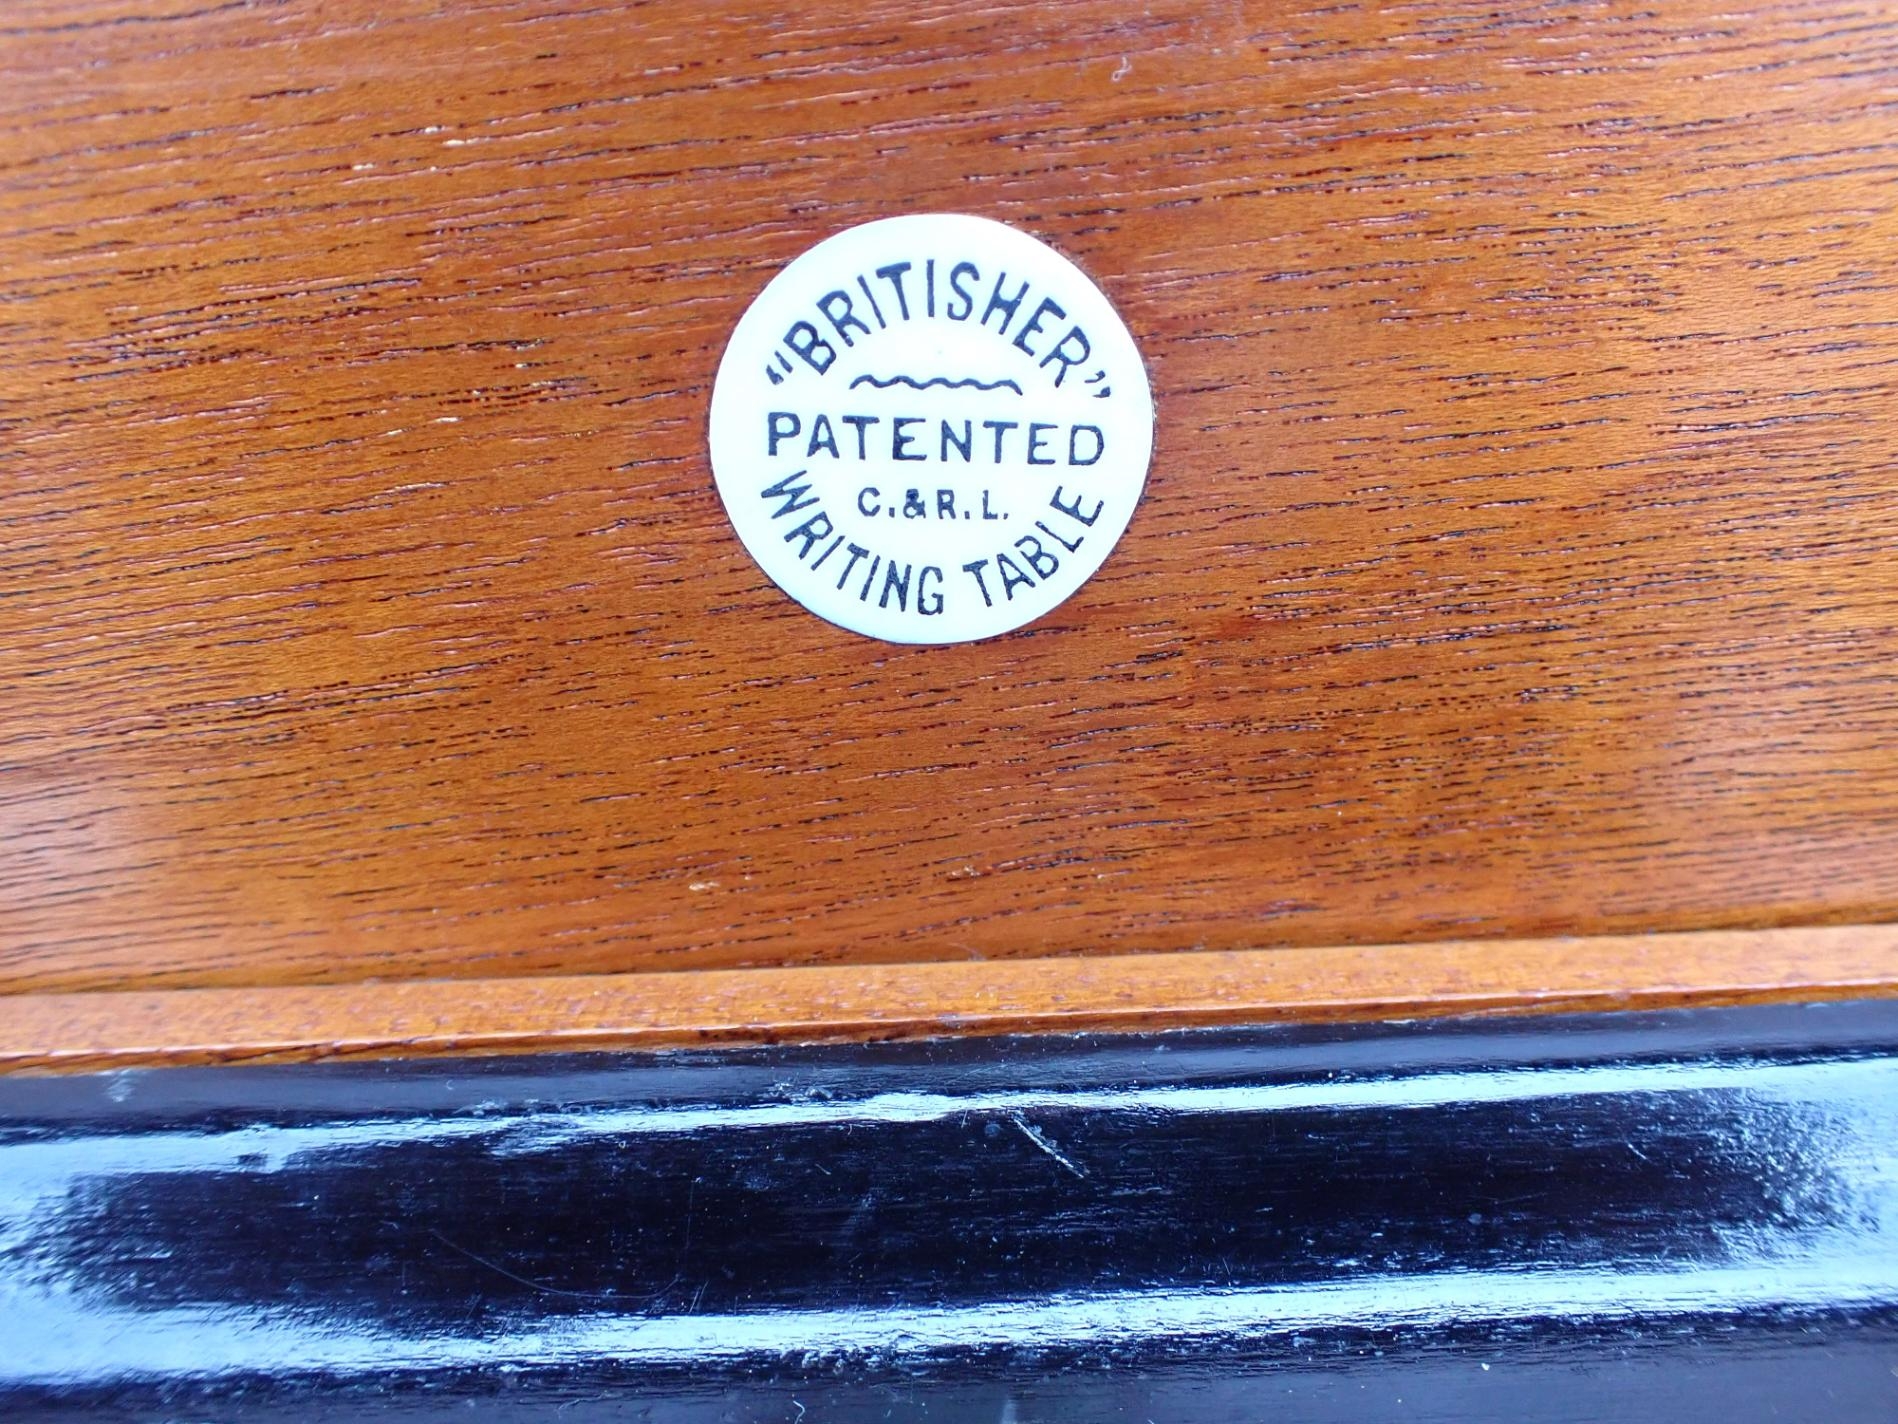 "BRITISHER"
PATENTED
C.&R.L.
WRITING TABLE